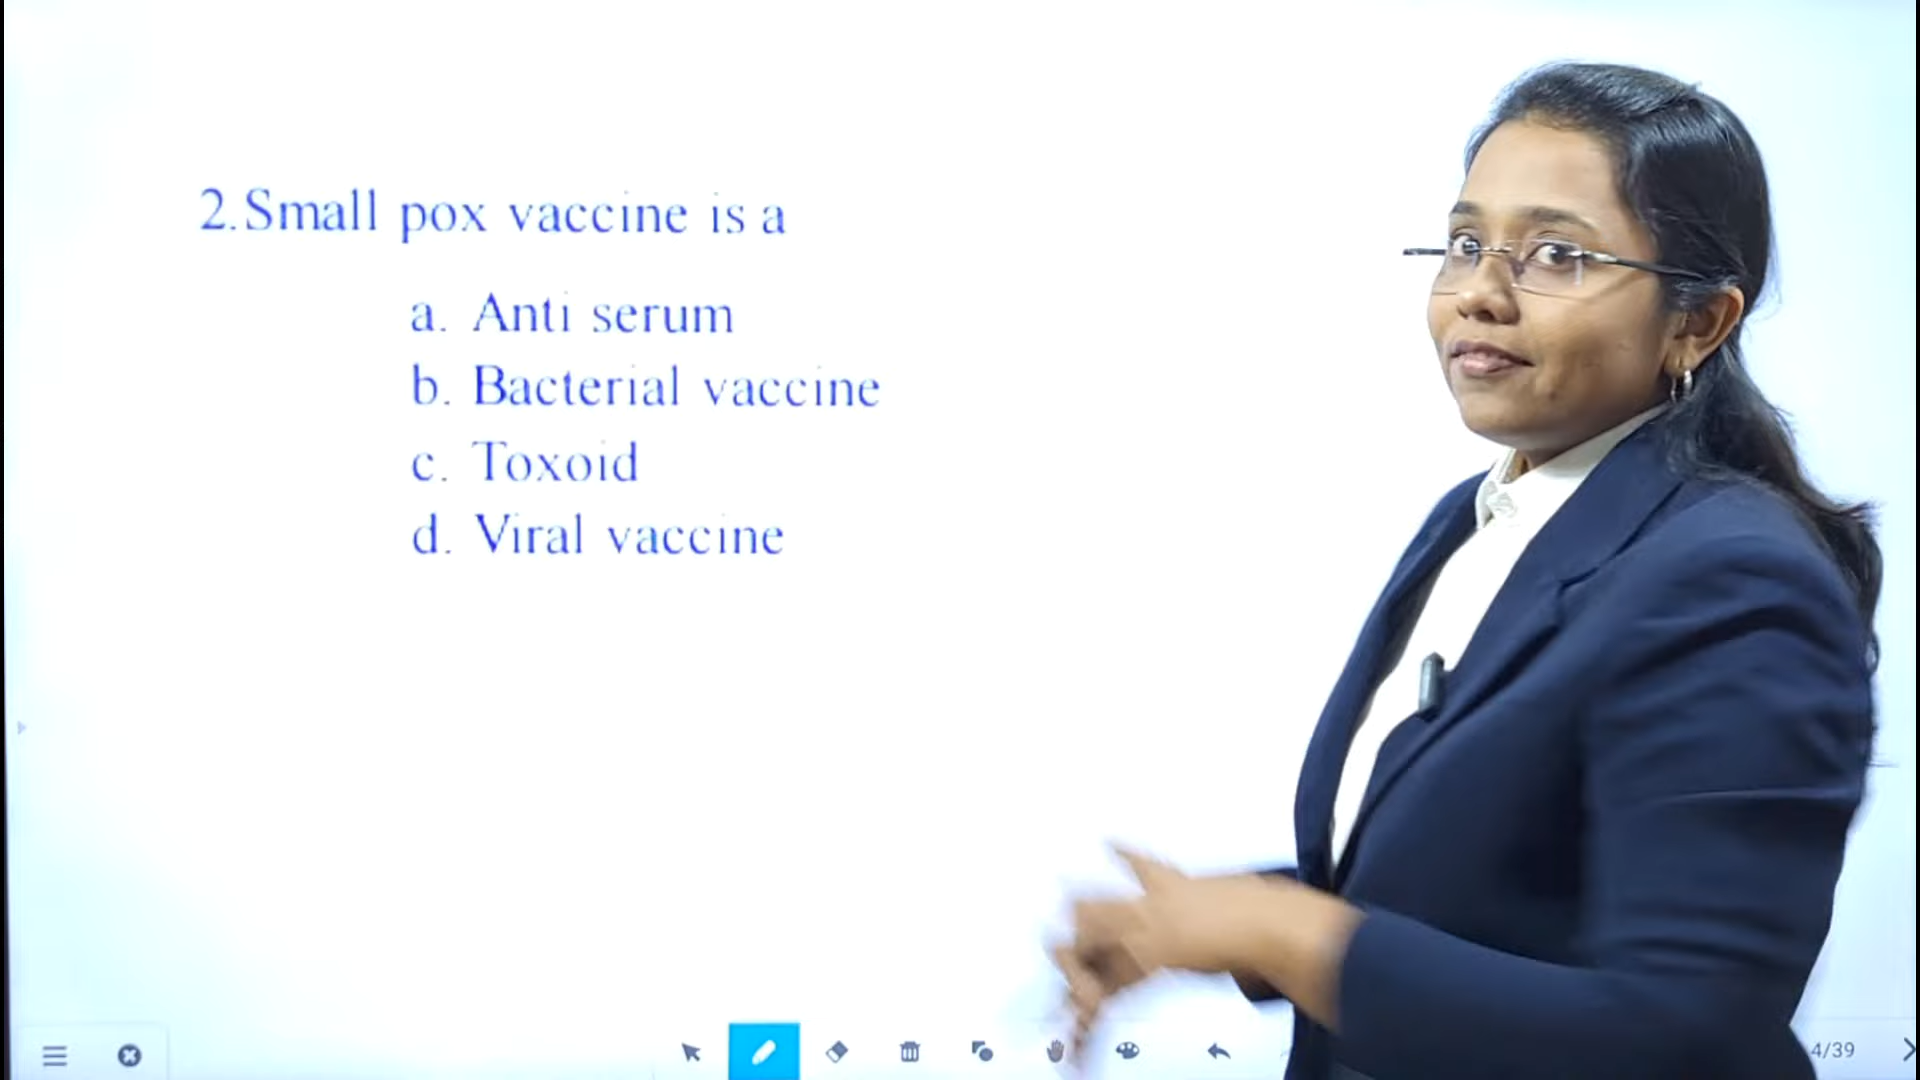 2.Small pox vaccine is a
a. Anti serum
b. Bacterial vaccine
c. Toxoid
d. Viral vaccine
4/39